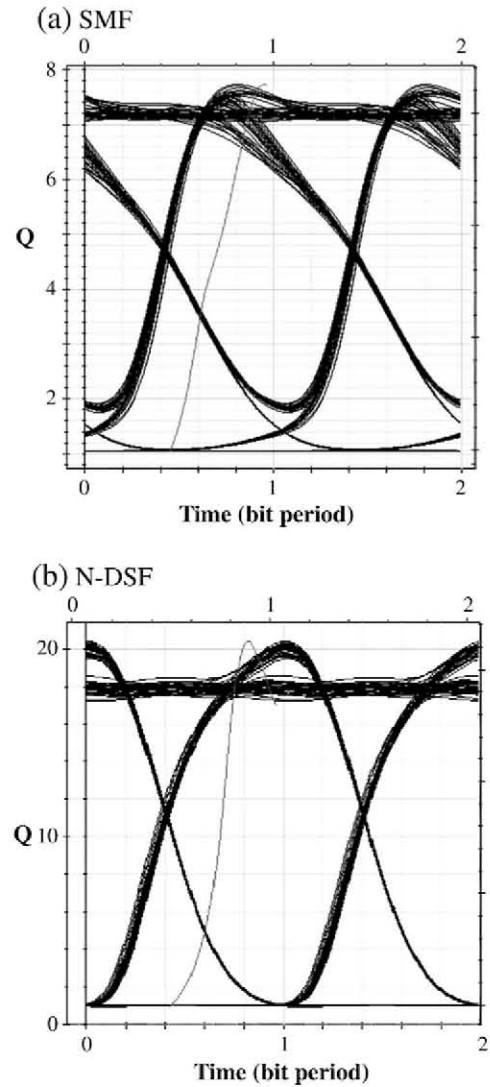 (a) SMF
0 1 2
8
6
Q
4
2
0 1 2
Time (bit period)
(b) N-DSF
0 1 2
20
Q 10
0
0 1 2
Time (bit period)